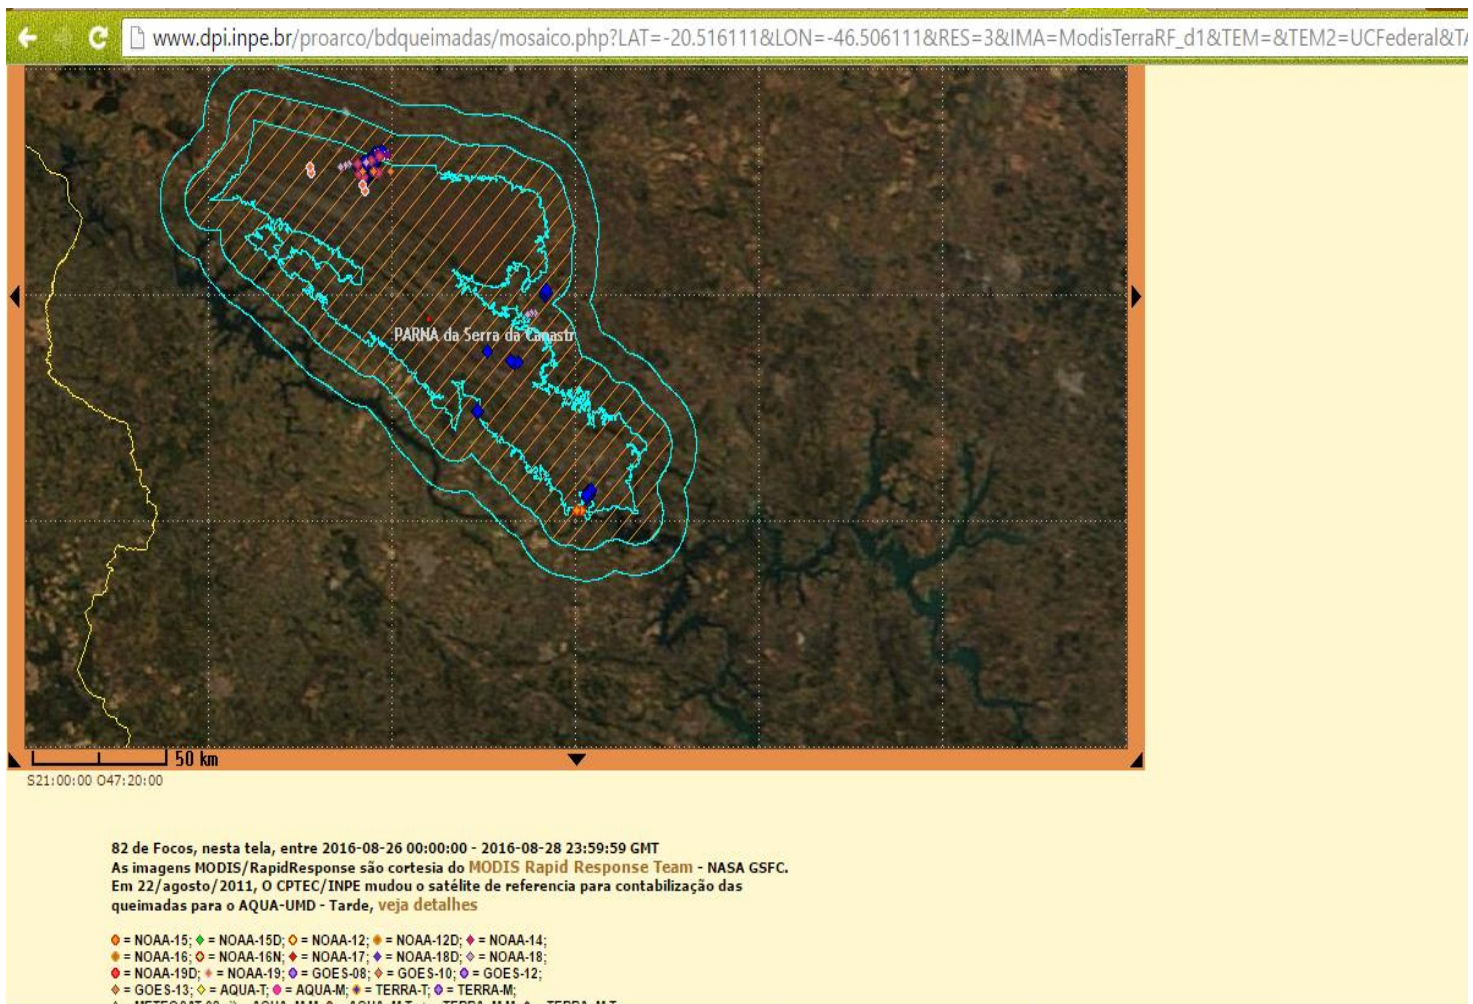 www.dpi.inpe.br/proarco/bdqueimadas/mosaico.php?LAT=-20.516111&LON=-46.506111&RES=3&IMA=ModisTerraRF_d1&TEM=&TEM2=UCFederal&TA
PARNA da Serra da Canastr
50 km
S21:00:00 O47:20:00
82 de Focos, nesta tela, entre 2016-08-26 00:00:00 - 2016-08-28 23:59:59 GMT
As imagens MODIS/RapidResponse são cortesia do MODIS Rapid Response Team - NASA GSFC.
Em 22/agosto/2011, O CPTEC/INPE mudou o satélite de referencia para contabilização das
queimadas para o AQUA-UMD - Tarde, veja detalhes
= NOAA-15; = NOAA-15D; = NOAA-12; = NOAA-12D; = NOAA-14;
= NOAA-16; = NOAA-16N; = NOAA-17; = NOAA-18D; = NOAA-18;
= NOAA-19D; = NOAA-19; = GOES-08; = GOES-10; = GOES-12;
= GOES-13; = AQUA-T; = AQUA-M; = TERRA-T; = TERRA-M;